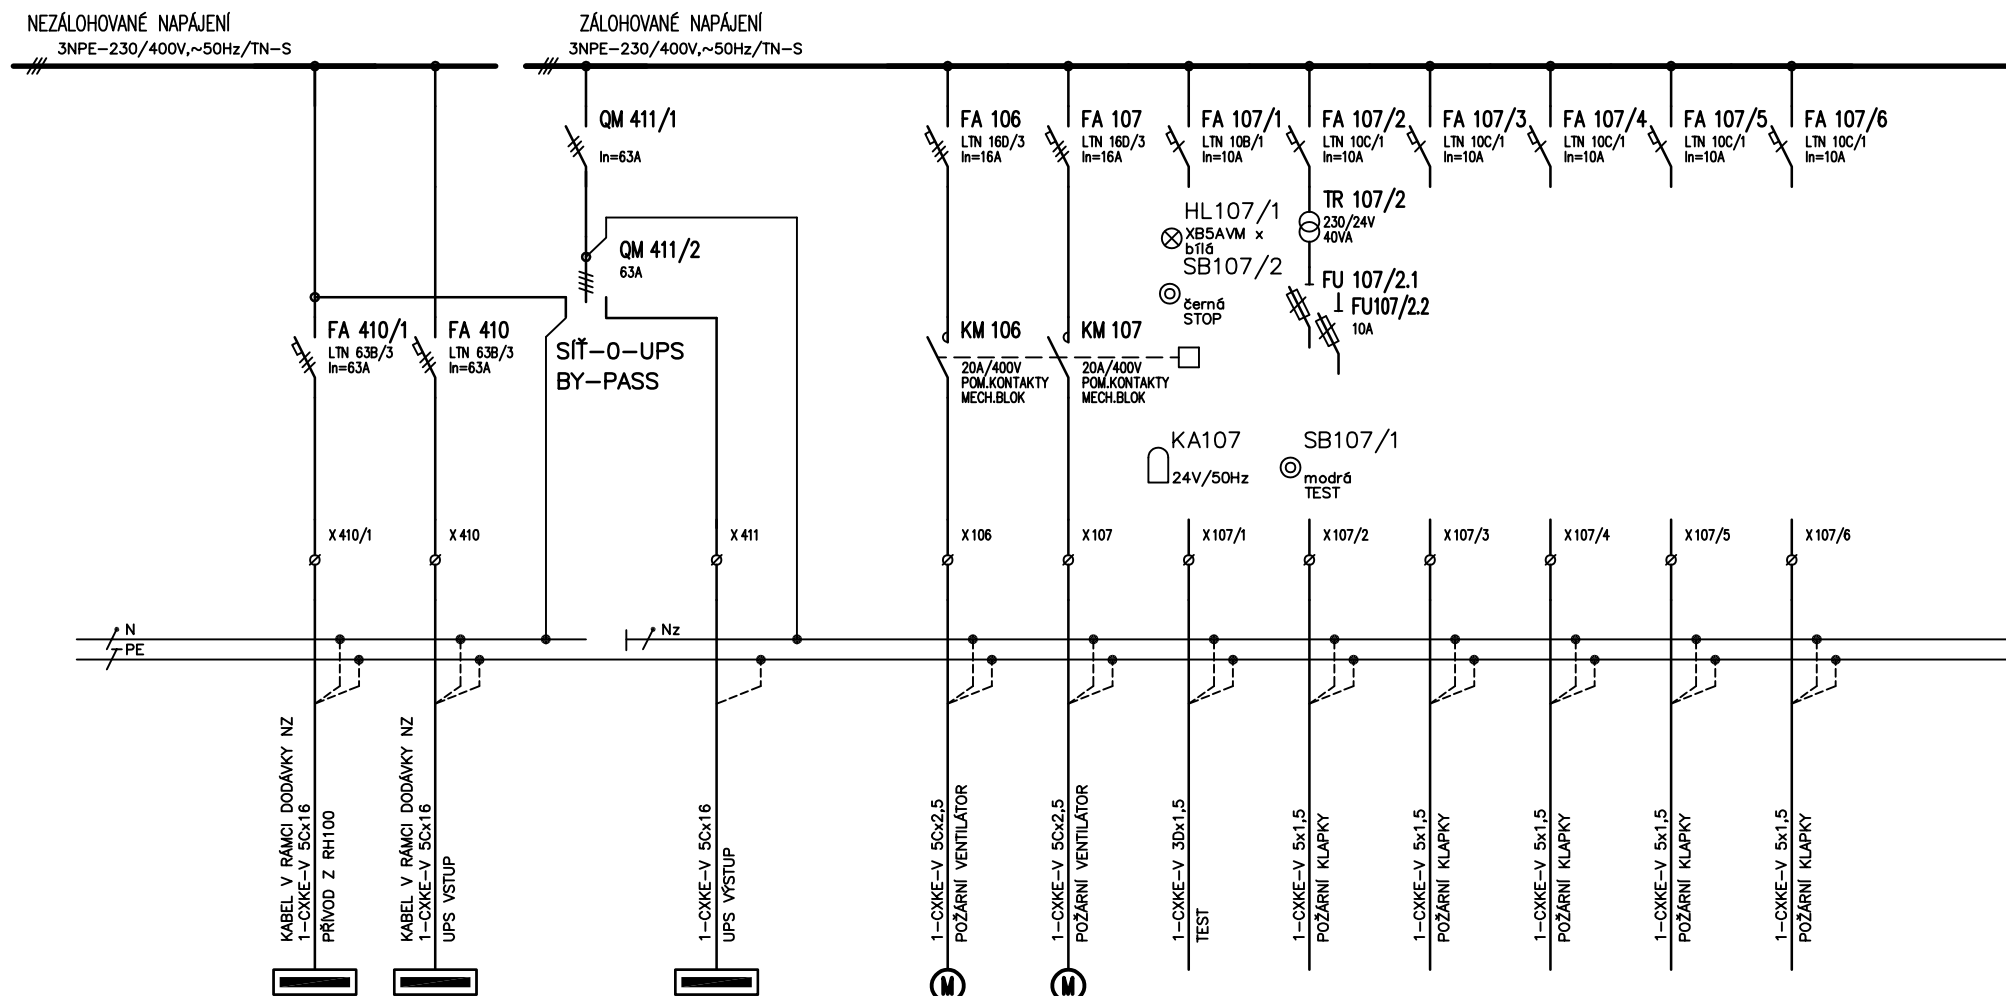 NEZÁLOHOVANÉ NAPÁJENÍ
3NPE-230/400V,~50Hz/TN-S
ZÁLOHOVANÉ NAPÁJENÍ
3NPE-230/400V,~50Hz/TN-S
QM 411/1
In=63A
FA 106
LTN 16D/3
In=16A
FA 107
LTN 16D/3
In=16A
FA 107/1
LTN 10B/1
In=10A
FA 107/2
LTN 10C/1
In=10A
FA 107/3
LTN 10C/1
In=10A
FA 107/4
LTN 10C/1
In=10A
FA 107/5
LTN 10C/1
In=10A
FA 107/6
LTN 10C/1
In=10A
QM 411/2
63A
HL107/1
XB5AVM x
bílá
SB107/2
černá
STOP
TR 107/2
230/24V
40VA
FU 107/2.1
FU107/2.2
10A
FA 410/1
LTN 63B/3
In=63A
FA 410
LTN 63B/3
In=63A
SÍŤ-0-UPS
BY-PASS
KM 106
20A/400V
POM.KONTAKTY
MECH.BLOK
KM 107
20A/400V
POM.KONTAKTY
MECH.BLOK
KA107
24V/50Hz
SB107/1
modrá
TEST
X 410/1
X 410
X 411
X 106
X 107
X 107/1
X 107/2
X 107/3
X 107/4
X 107/5
X 107/6
N
PE
Nz
KABEL V RÁMCI DODÁVKY NZ
1-CXKE-V 5Cx16
PŘÍVOD Z RH100
KABEL V RÁMCI DODÁVKY NZ
1-CXKE-V 5Cx16
UPS VSTUP
1-CXKE-V 5Cx16
UPS VÝSTUP
1-CXKE-V 5Cx2,5
POŽÁRNÍ VENTILÁTOR
1-CXKE-V 5Cx2,5
POŽÁRNÍ VENTILÁTOR
1-CXKE-V 3Dx1,5
TEST
1-CXKE-V 5x1,5
POŽÁRNÍ KLAPKY
1-CXKE-V 5x1,5
POŽÁRNÍ KLAPKY
1-CXKE-V 5x1,5
POŽÁRNÍ KLAPKY
1-CXKE-V 5x1,5
POŽÁRNÍ KLAPKY
1-CXKE-V 5x1,5
POŽÁRNÍ KLAPKY
M
M